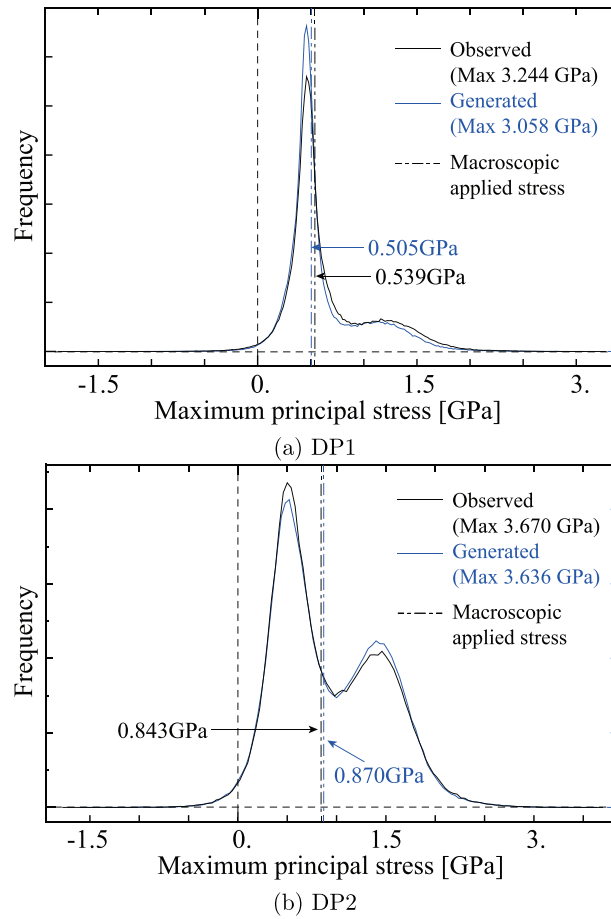 Observed
(Max 3.244 GPa)
Generated
(Max 3.058 GPa)
Macroscopic
applied stress
Frequency
0.505GPa
0.539GPa
-1.5 0. 1.5 3.
Maximum principal stress [GPa]
(a) DP1
Observed
(Max 3.670 GPa)
Generated
(Max 3.636 GPa)
Macroscopic
applied stress
Frequency
0.843GPa
0.870GPa
-1.5 0. 1.5 3.
Maximum principal stress [GPa]
(b) DP2